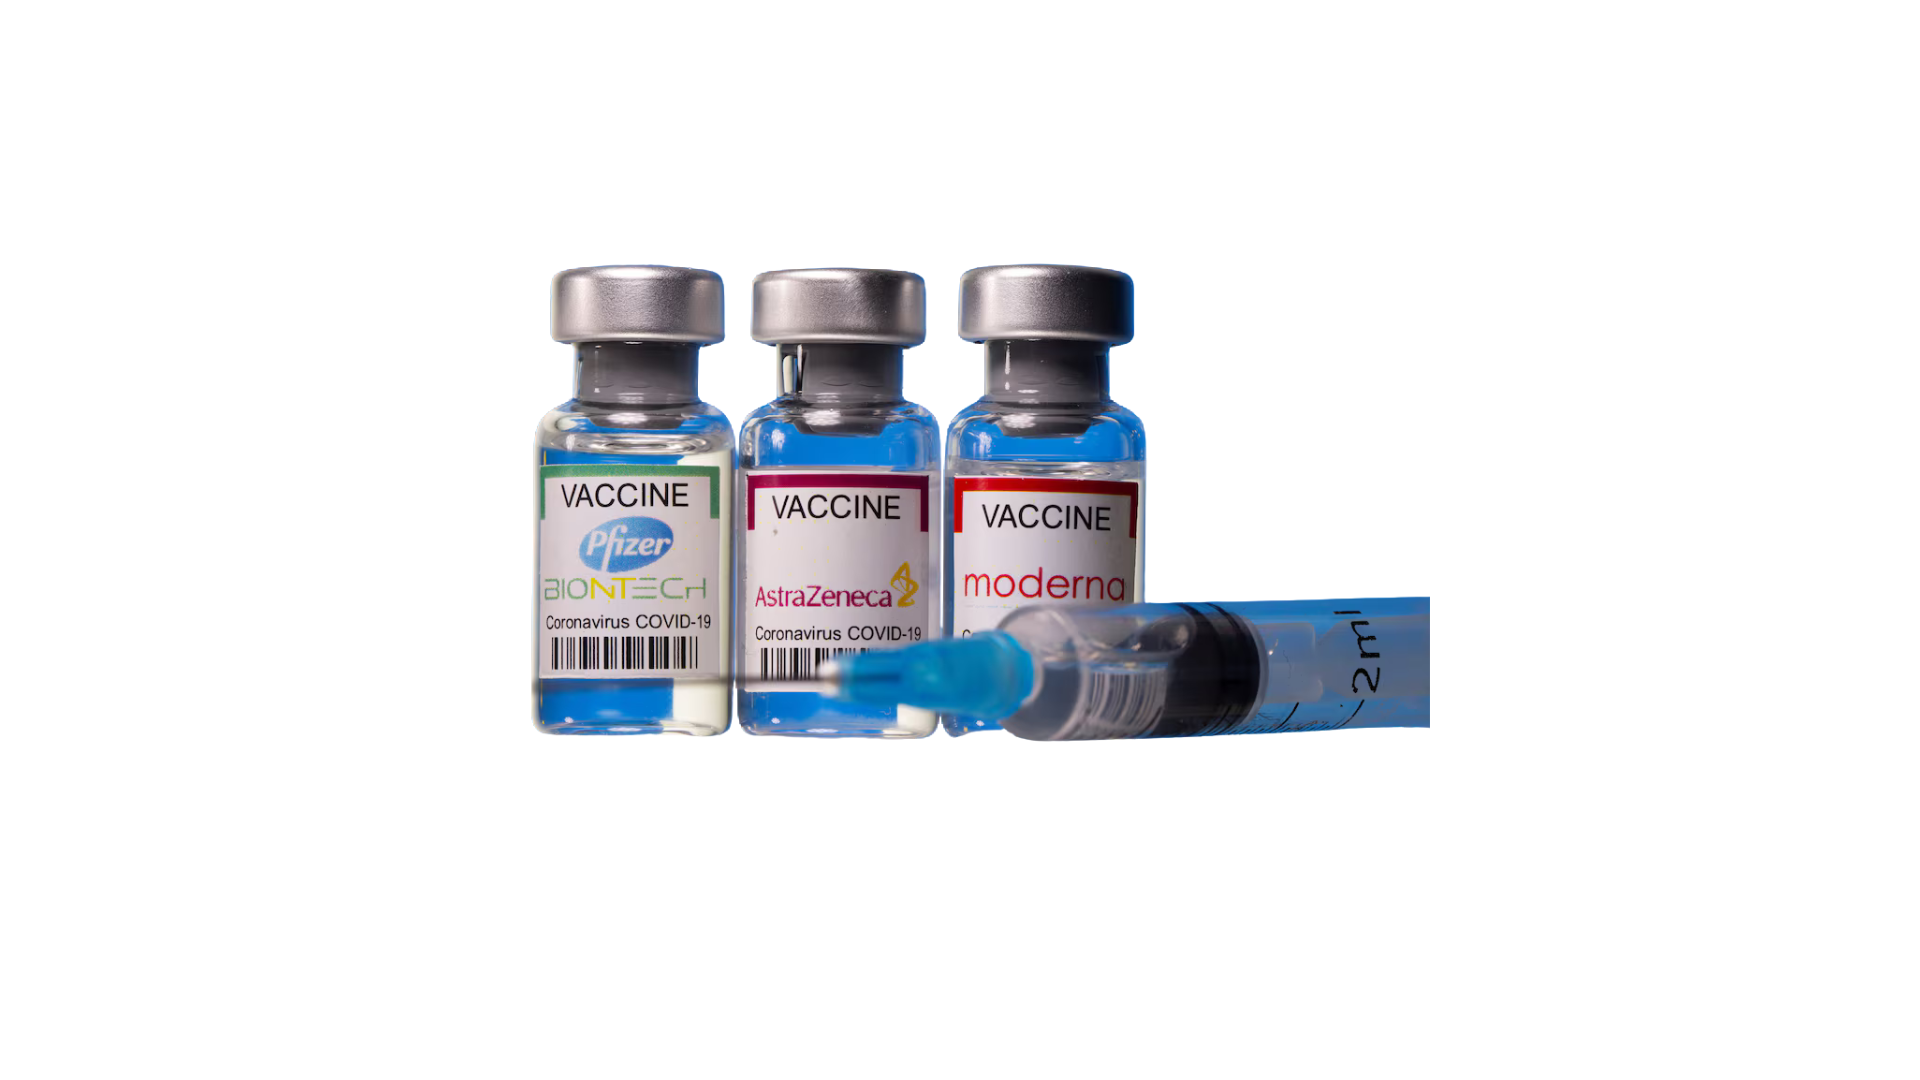 VACCINE
Pfizer
BIONTECH
Coronavirus COVID-19
VACCINE
AstraZeneca
Coronavirus COVID-19
VACCINE
moderna
2ml